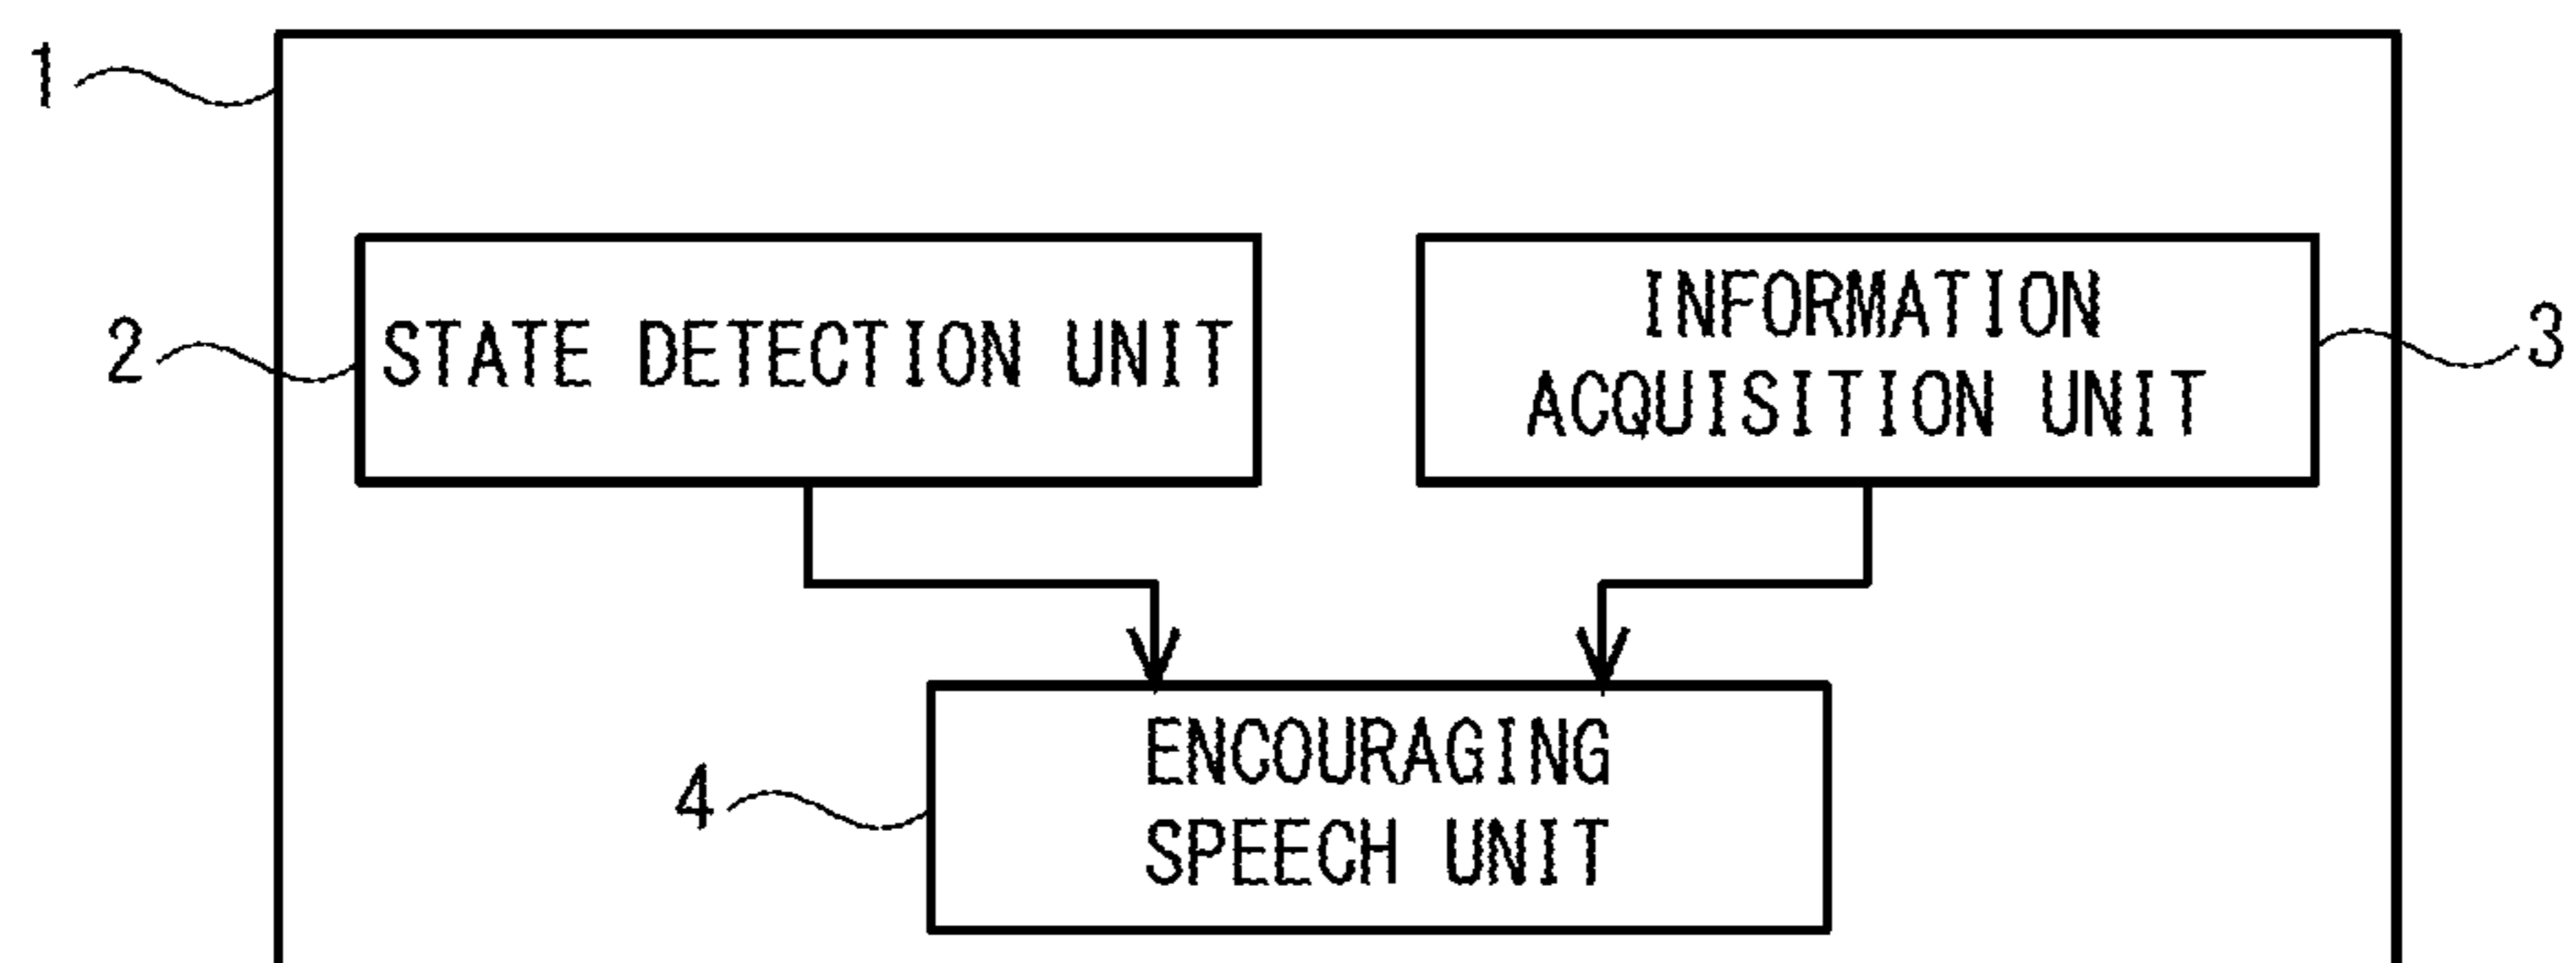 1
2
STATE DETECTION UNIT
INFORMATION
ACQUISITION UNIT
3
4
ENCOURAGING
SPEECH UNIT